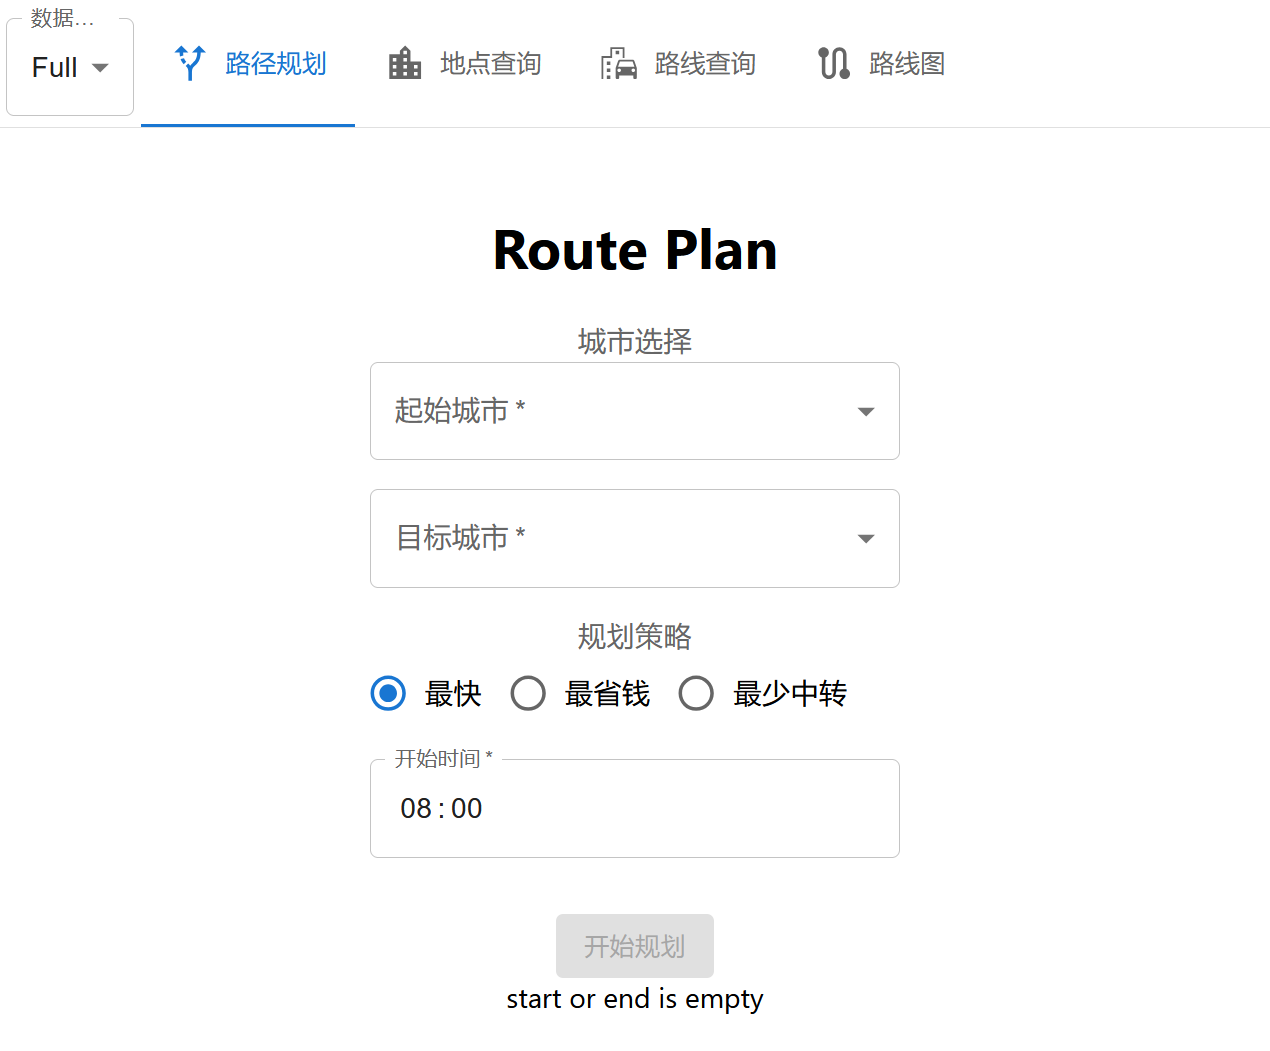 数据...
Full
路径规划
地点查询
路线查询
路线图
Route Plan
城市选择
起始城市 *
目标城市 *
规划策略
最快
最省钱
最少中转
开始时间 *
08 : 00
开始规划
start or end is empty